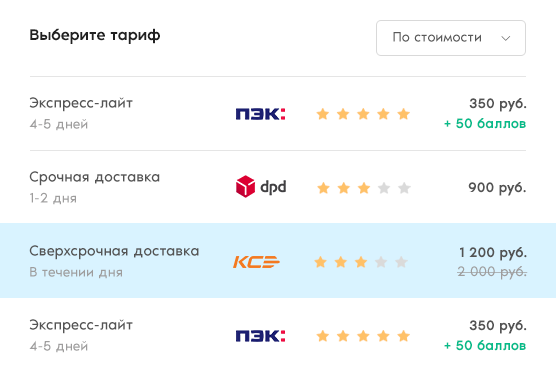 Выберите тариф
По стоимости
Экспресс-лайт
4-5 дней
ПЭК:
350 руб.
+ 50 баллов
Срочная доставка
1-2 дня
dpd
900 руб.
Сверхсрочная доставка
В течении дня
КСЭ
1 200 руб.
2 000 руб.
Экспресс-лайт
4-5 дней
ПЭК:
350 руб.
+ 50 баллов